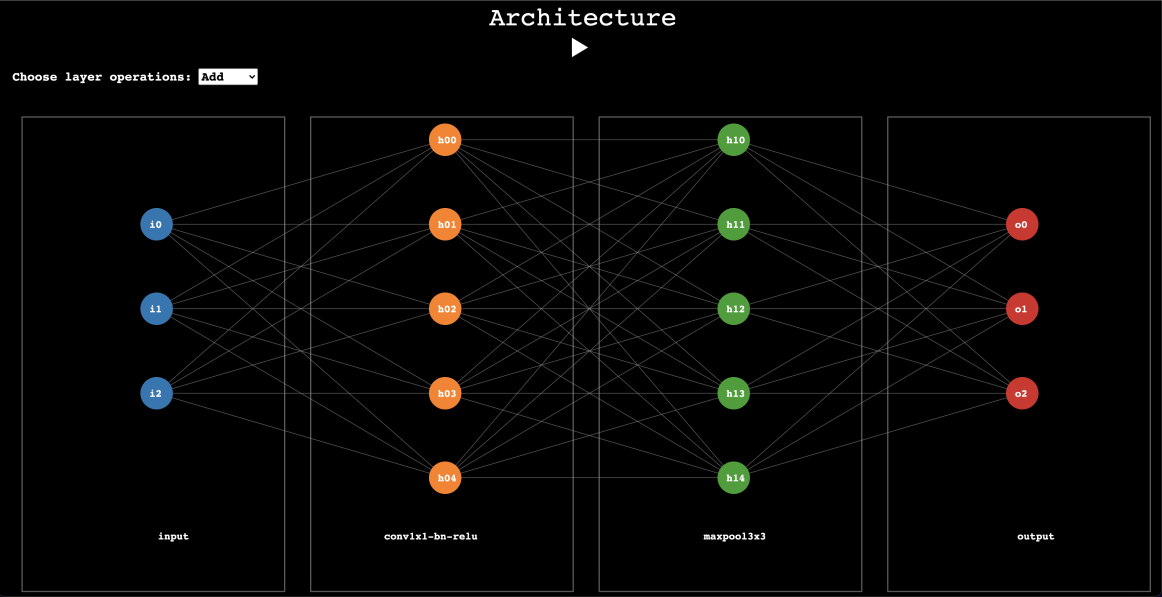 Architecture
Choose layer operations: Add
h00 h10
i0 h01 h11 o0
i1 h02 h12 o1
i2 h03 h13 o2
h04 h14
input conv1x1-bn-relu maxpool3x3 output